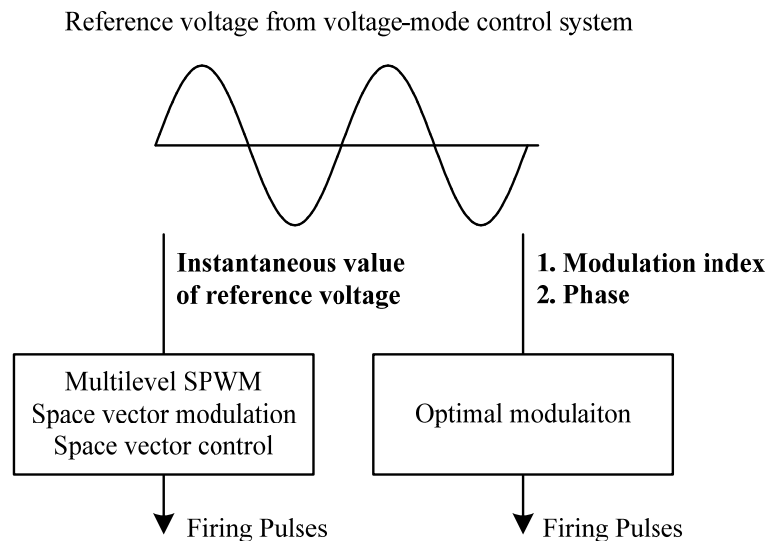 Reference voltage from voltage-mode control system
Instantaneous value
of reference voltage
1. Modulation index
2. Phase
Multilevel SPWM
Space vector modulation
Space vector control
Optimal modulaiton
Firing Pulses
Firing Pulses